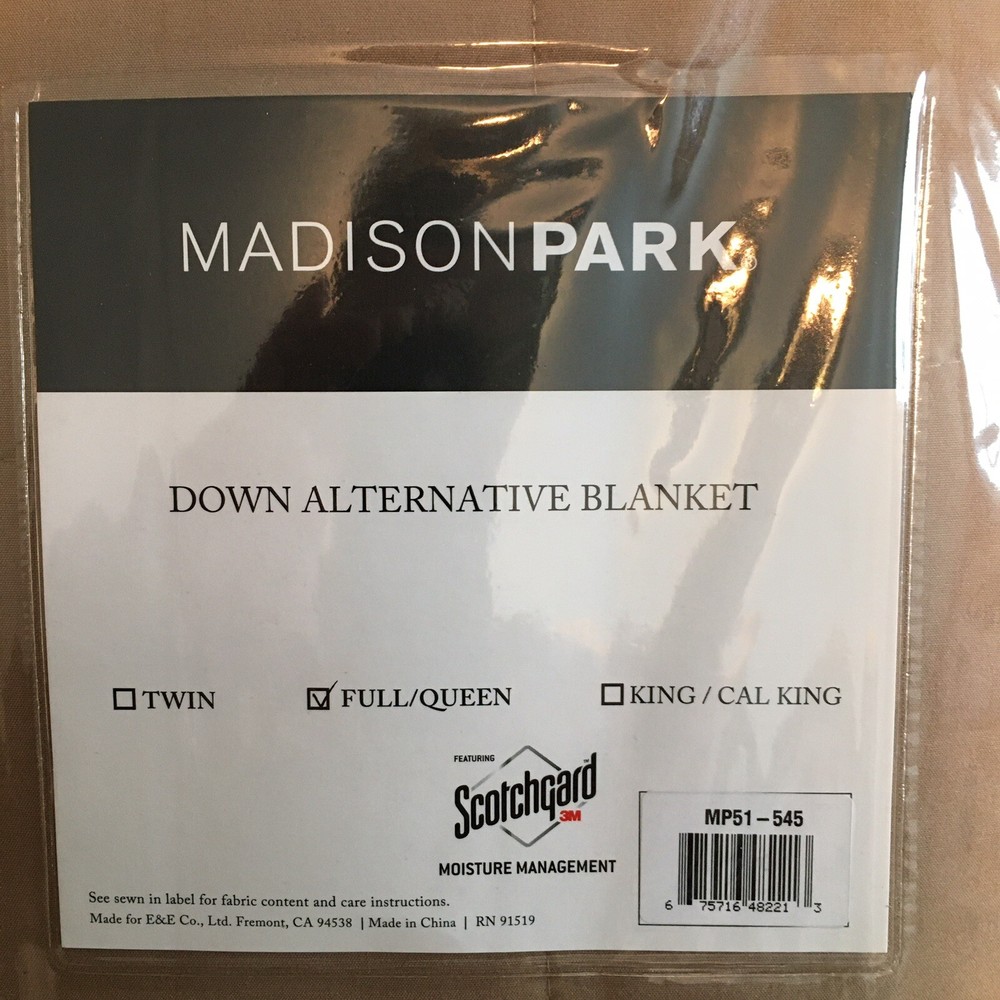 MADISONPARK®
DOWN ALTERNATIVE BLANKET
TWIN FULL/QUEEN KING / CAL KING
FEATURING
Scotchgard™
3M
MOISTURE MANAGEMENT
MP51-545
6 75716 48221 3
See sewn in label for fabric content and care instructions.
Made for E&E Co., Ltd. Fremont, CA 94538 | Made in China | RN 91519